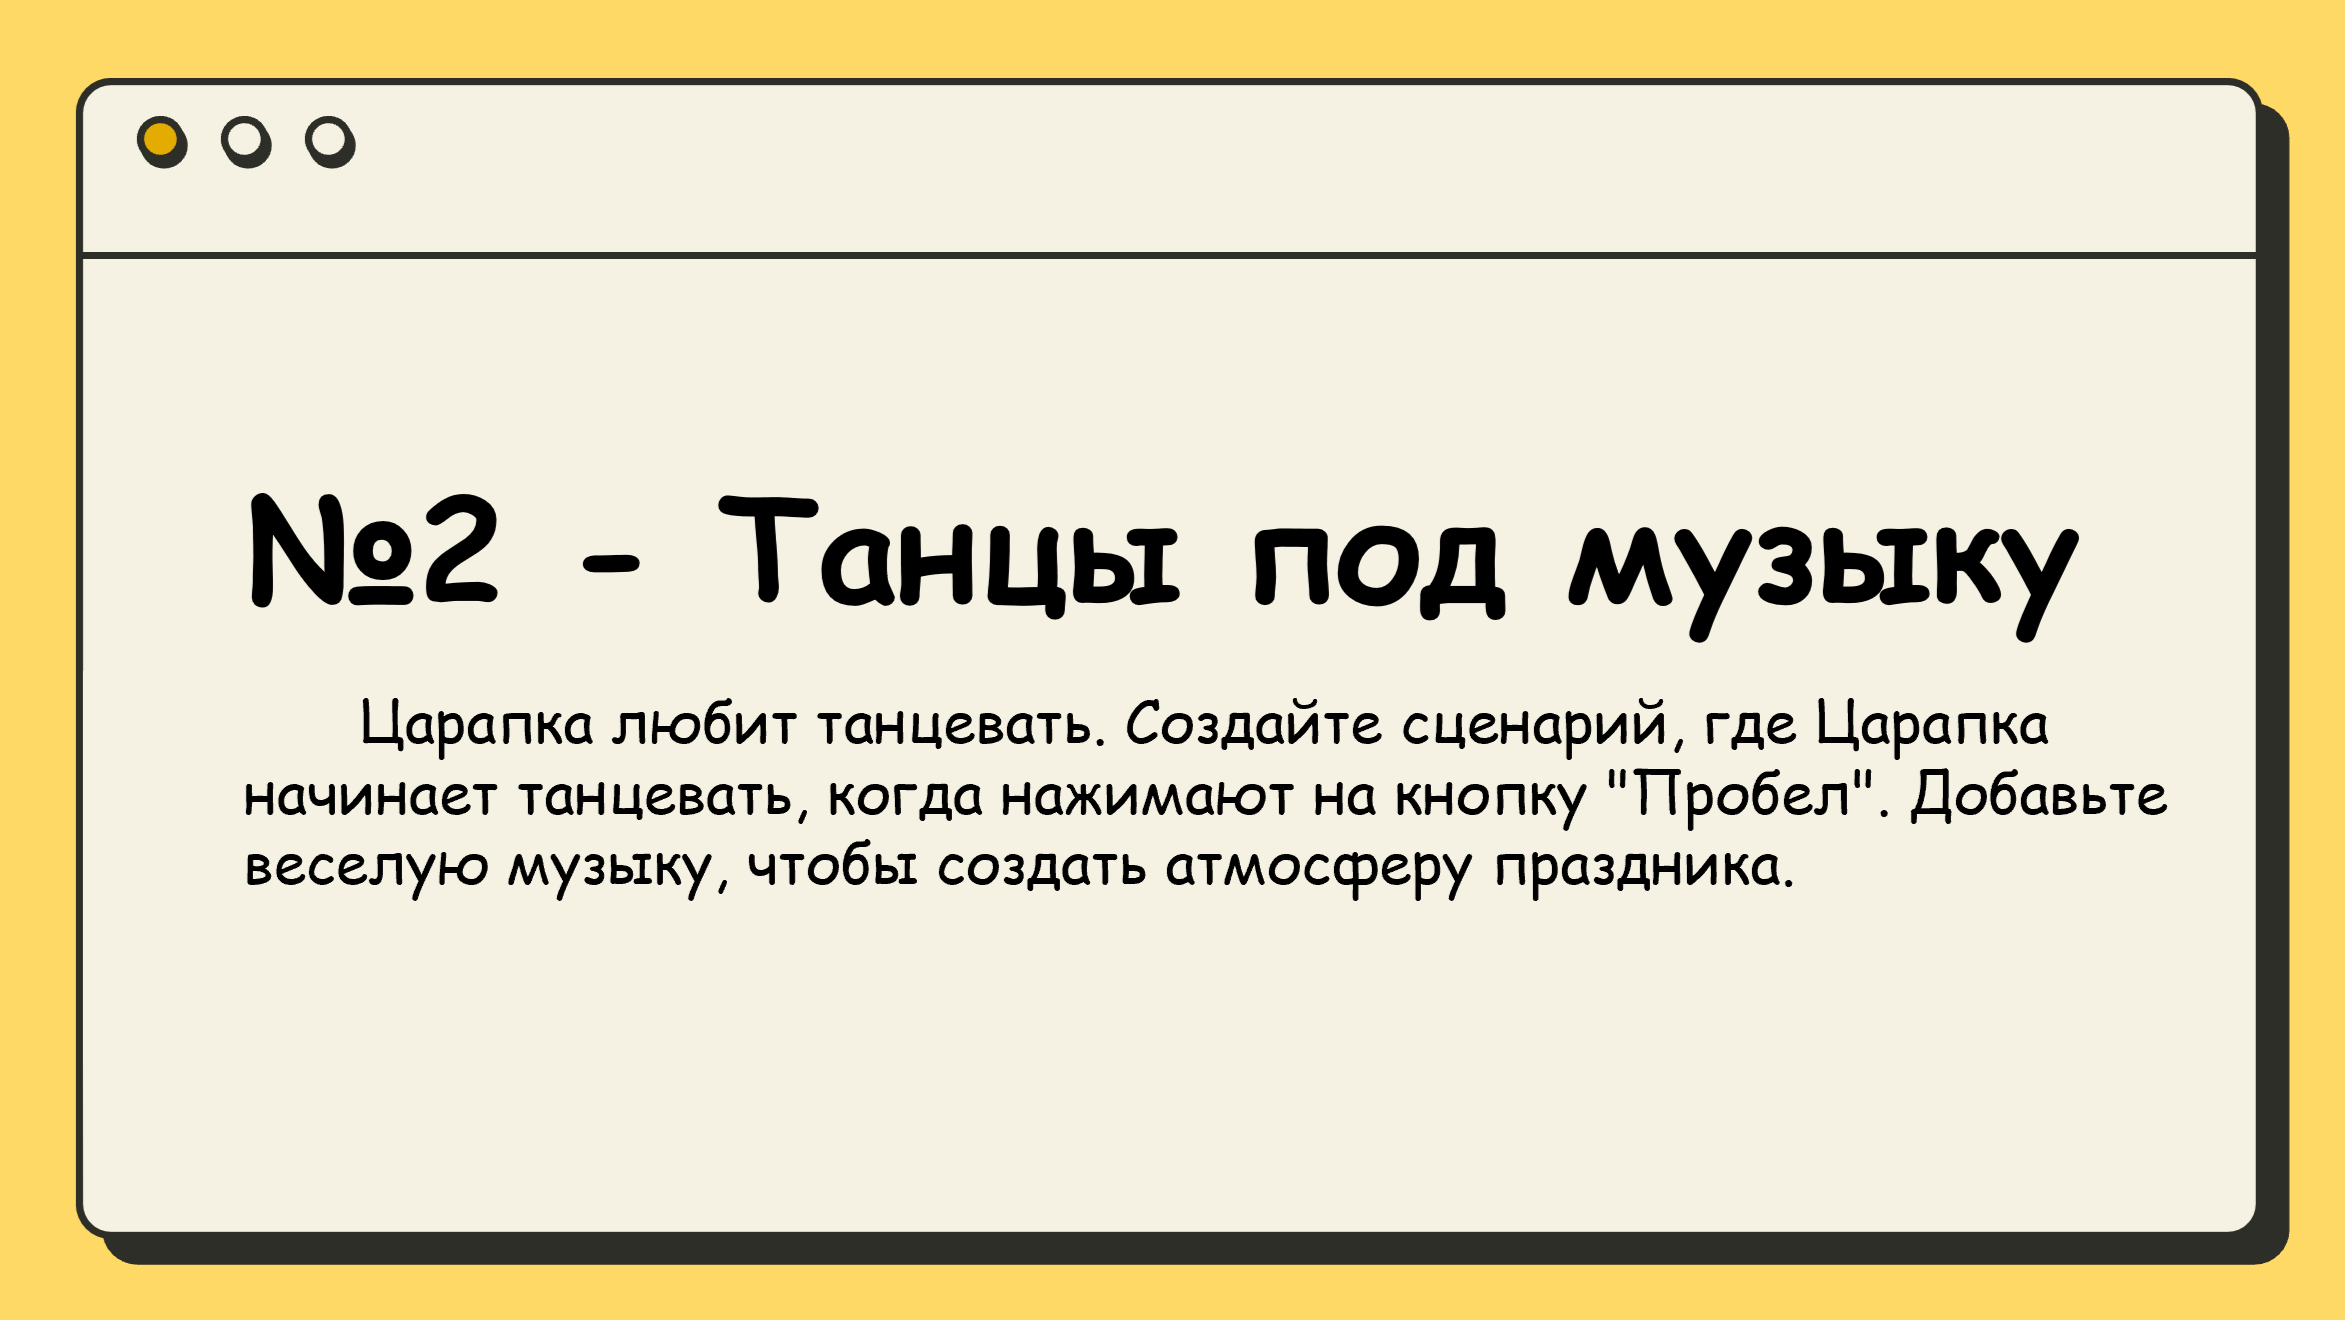 №2 - Танцы под музыку
Царапка любит танцевать. Создайте сценарий, где Царапка
начинает танцевать, когда нажимают на кнопку "Пробел". Добавьте
веселую музыку, чтобы создать атмосферу праздника.